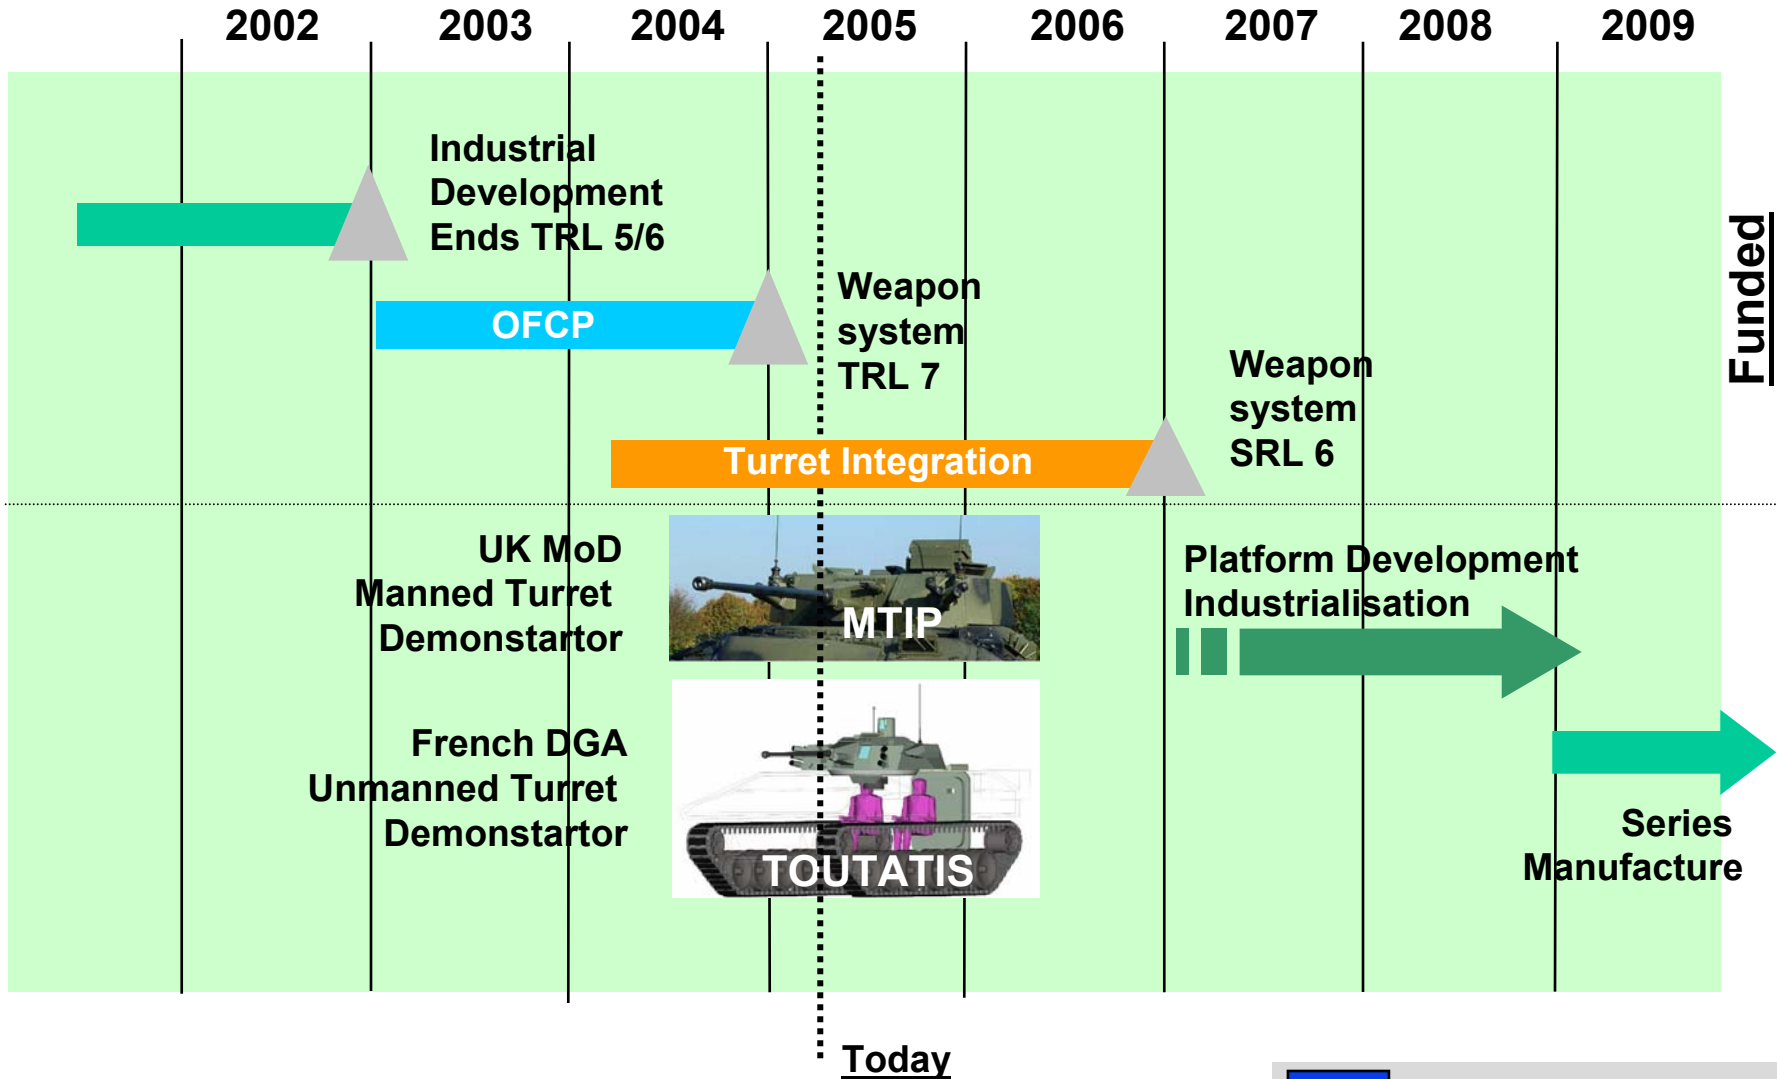 2002 2003 2004 2005 2006 2007 2008 2009
Industrial
Development
Ends TRL 5/6
OFCP
Weapon
system
TRL 7
Funded
Weapon
system
SRL 6
Turret Integration
UK MoD
Manned Turret
Demonstartor
MTIP
Platform Development
Industrialisation
French DGA
Unmanned Turret
Demonstartor
TOUTATIS
Series
Manufacture
Today